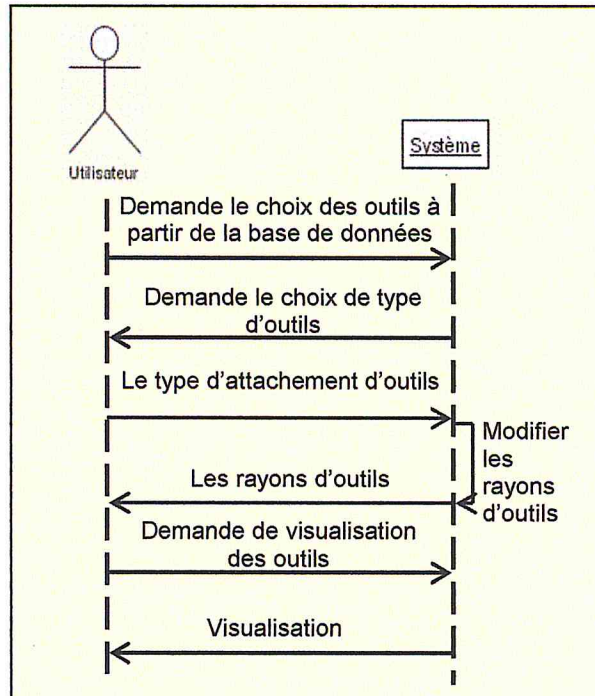 Utilisateur
Système
Demande le choix des outils à
partir de la base de données
Demande le choix de type
d'outils
Le type d'attachement d'outils
Modifier
les
rayons
d'outils
Les rayons d'outils
Demande de visualisation
des outils
Visualisation